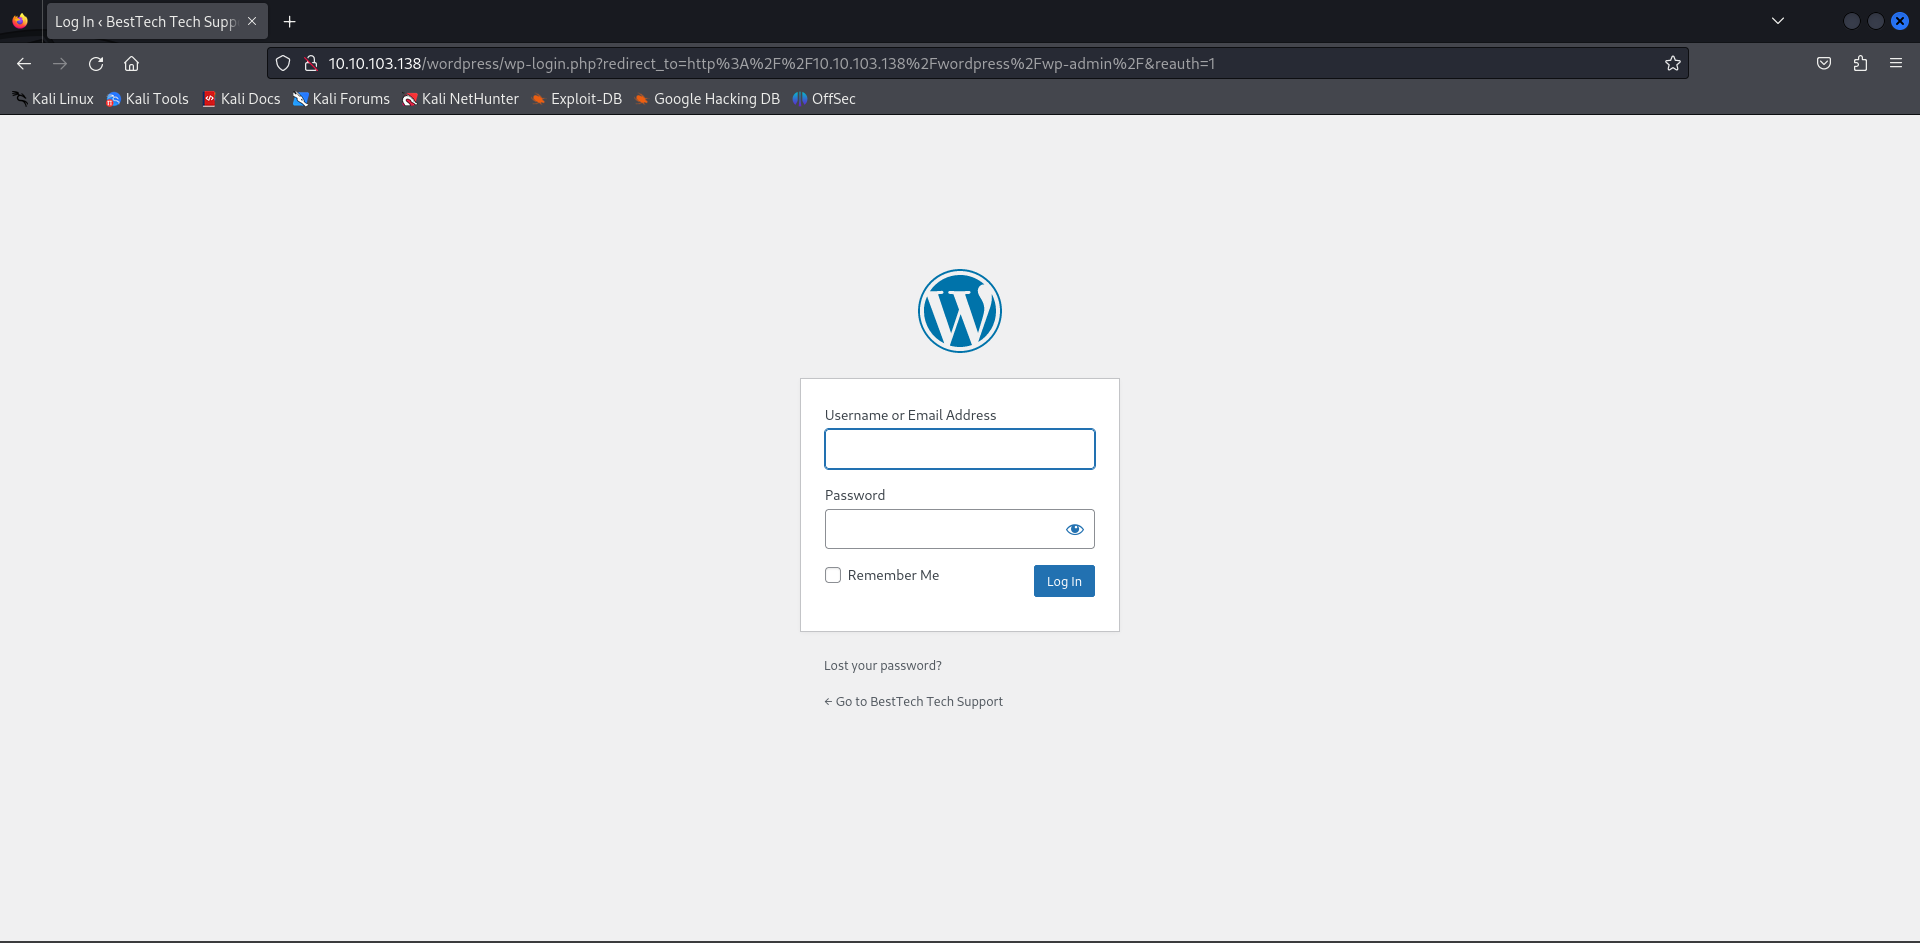 Log In ‹ BestTech Tech Supp
10.10.103.138/wordpress/wp-login.php?redirect_to=http%3A%2F%2F10.10.103.138%2Fwordpress%2Fwp-admin%2F&reauth=1
Kali Linux Kali Tools Kali Docs Kali Forums Kali NetHunter Exploit-DB Google Hacking DB OffSec
Username or Email Address
Password
Remember Me Log In
Lost your password?
← Go to BestTech Tech Support